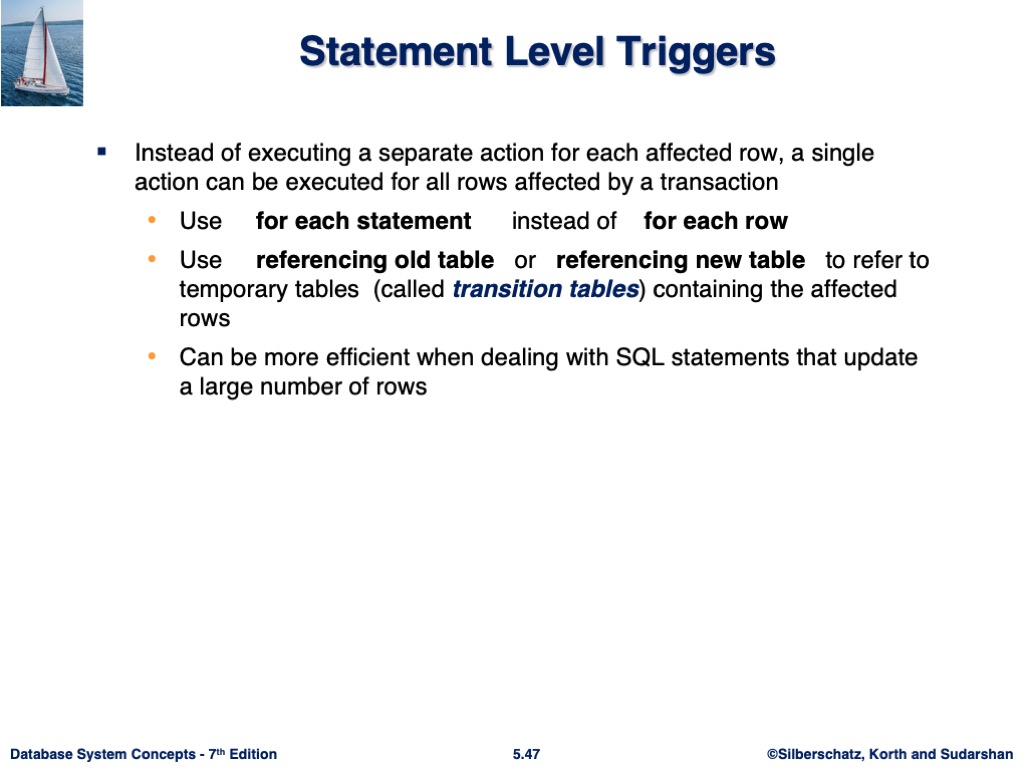 Statement Level Triggers
▪ Instead of executing a separate action for each affected row, a single
action can be executed for all rows affected by a transaction
• Use for each statement instead of for each row
• Use referencing old table or referencing new table to refer to
temporary tables (called transition tables) containing the affected
rows
• Can be more efficient when dealing with SQL statements that update
a large number of rows
Database System Concepts - 7th Edition
5.47
©Silberschatz, Korth and Sudarshan